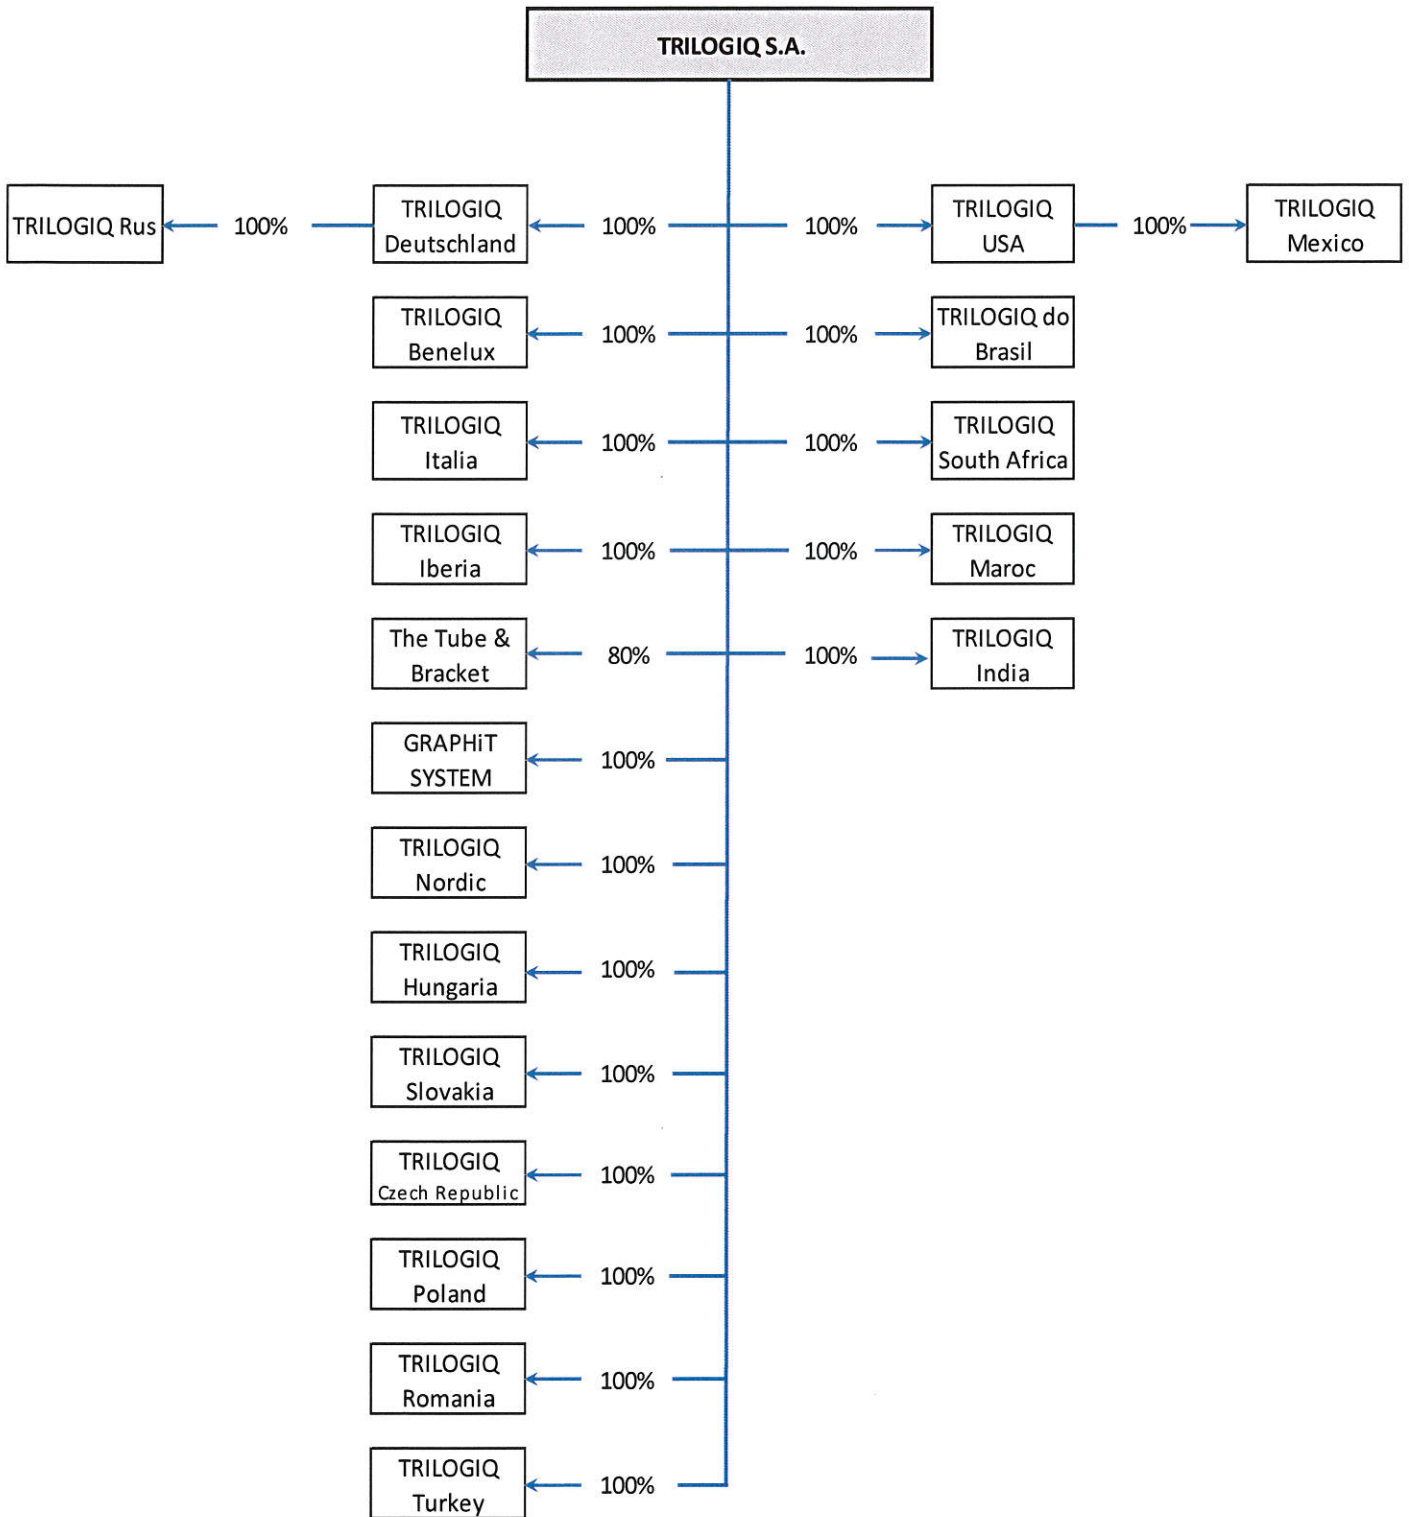 TRILOGIQ S.A.
TRILOGIQ Rus
100%
TRILOGIQ
Deutschland
100%
100%
TRILOGIQ
USA
100%
TRILOGIQ
Mexico
TRILOGIQ
Benelux
100%
100%
TRILOGIQ do
Brasil
TRILOGIQ
Italia
100%
100%
TRILOGIQ
South Africa
TRILOGIQ
Iberia
100%
100%
TRILOGIQ
Maroc
The Tube &
Bracket
80%
100%
TRILOGIQ
India
GRAPHiT
SYSTEM
100%
TRILOGIQ
Nordic
100%
TRILOGIQ
Hungaria
100%
TRILOGIQ
Slovakia
100%
TRILOGIQ
Czech Republic
100%
TRILOGIQ
Poland
100%
TRILOGIQ
Romania
100%
TRILOGIQ
Turkey
100%